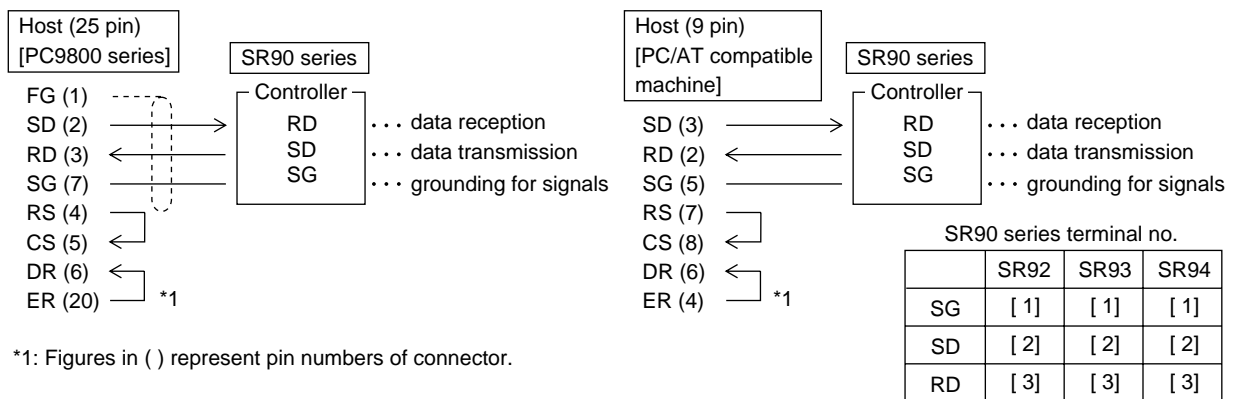 Host (25 pin)
[PC9800 series]
SR90 series
Controller
FG (1)
SD (2)
RD (3)
SG (7)
RS (4)
CS (5)
DR (6)
ER (20)
*1
RD
SD
SG
··· data reception
··· data transmission
··· grounding for signals
*1: Figures in ( ) represent pin numbers of connector.
Host (9 pin)
[PC/AT compatible
machine]
SR90 series
Controller
SD (3)
RD (2)
SG (5)
RS (7)
CS (8)
DR (6)
ER (4)
*1
RD
SD
SG
··· data reception
··· data transmission
··· grounding for signals
SR90 series terminal no.
SR92 SR93 SR94
SG [ 1] [ 1] [ 1]
SD [ 2] [ 2] [ 2]
RD [ 3] [ 3] [ 3]